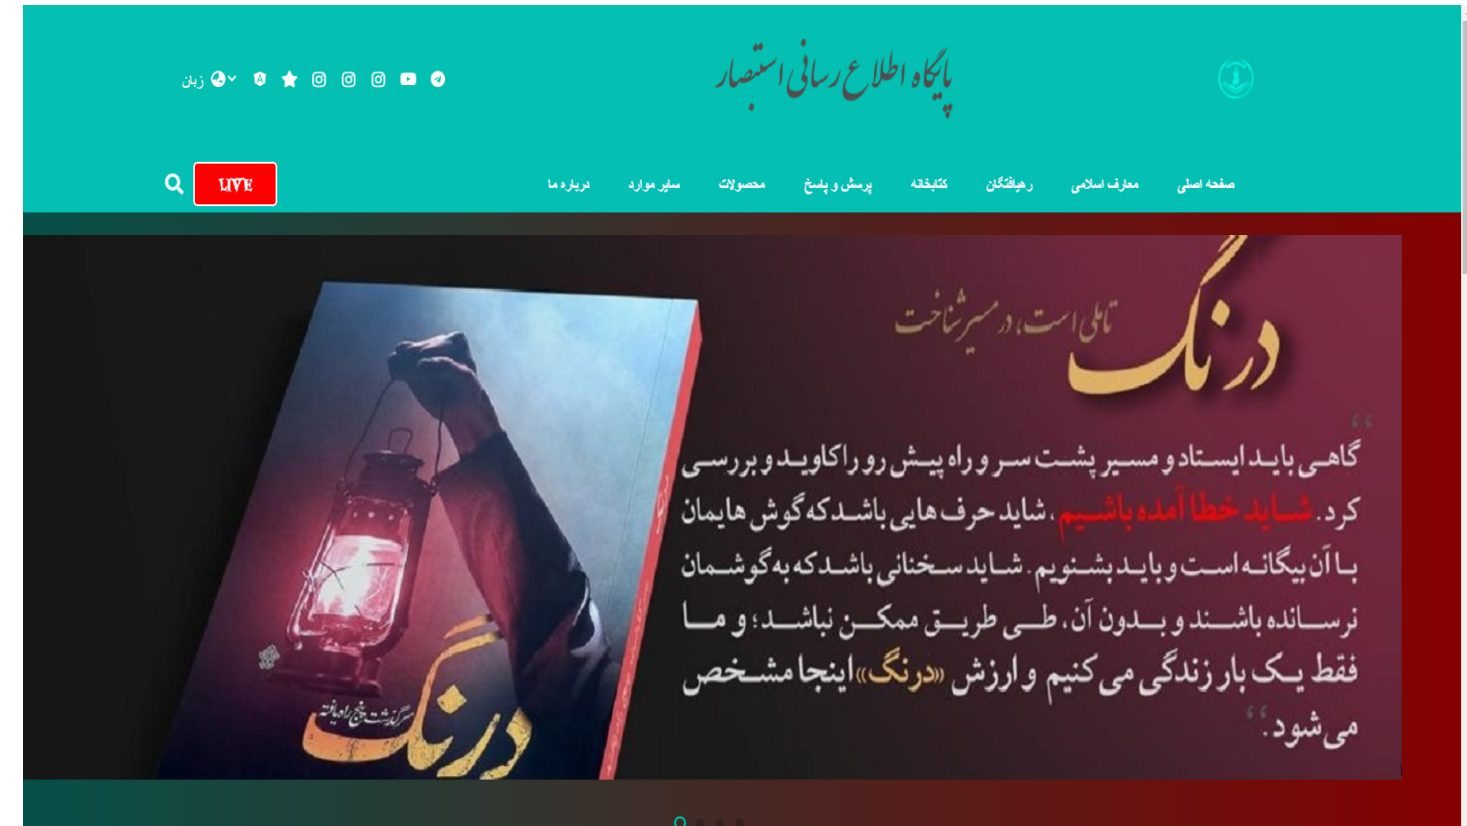 پایگاه اطلاع رسانی استبصار
زبان
صفحه اصلی
معارف اسلامی
رهیافتگان
کتابخانه
پرسش و پاسخ
محصولات
سایر موارد
درباره ما
LIVE
درنگ
تاملی است، در مسیر شناخت
گاهی باید ایستاد و مسیر پشت سر و راه پیش رو را کاوید و بررسی
کرد. شاید خطا آمده باشیم، شاید حرف هایی باشد که گوش هایمان
با آن بیگانه است و باید بشنویم. شاید سخنانی باشد که به گوشمان
نرسانده باشند و بدون آن، طی طریق ممکن نباشد؛ و ما
فقط یک بار زندگی می کنیم و ارزش «درنگ» اینجا مشخص
می شود.
درنگ
سرگذشت پنج راه یافته